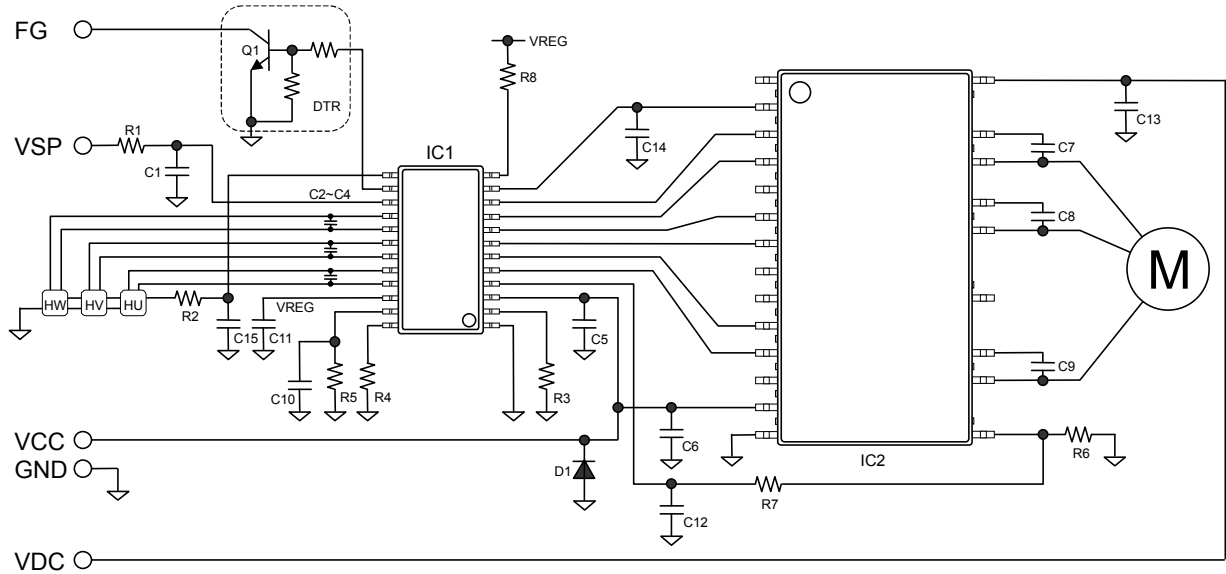 FG
Q1
DTR
VREG
R8
VSP
R1
C1
IC1
C14
C13
C7
C2~C4
C8
M
HW
HV
HU
R2
VREG
C15
C11
C5
C9
C10
R5
R4
R3
VCC
C6
IC2
R6
GND
D1
R7
C12
VDC